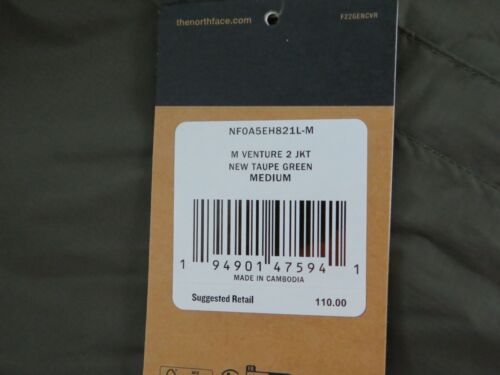 thenorthface.com F22GENCVR
NF0A5EH821L-M
M VENTURE 2 JKT
NEW TAUPE GREEN
MEDIUM
1 94901 47594 1
MADE IN CAMBODIA
Suggested Retail 110.00